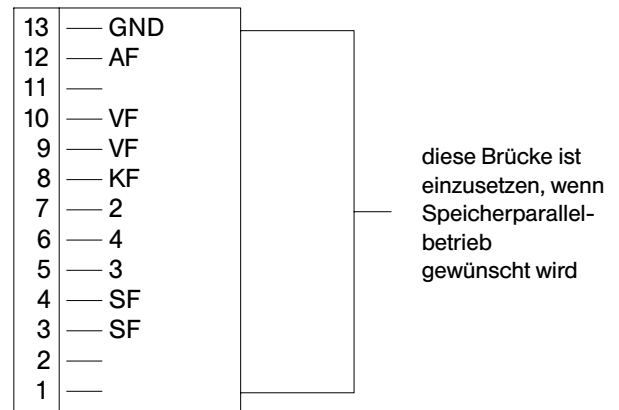 13 GND
12 AF
11
10 VF
9 VF
8 KF
7 2
6 4
5 3
4 SF
3 SF
2
1
diese Brücke ist
einzusetzen, wenn
Speicherparallel-
betrieb
gewünscht wird